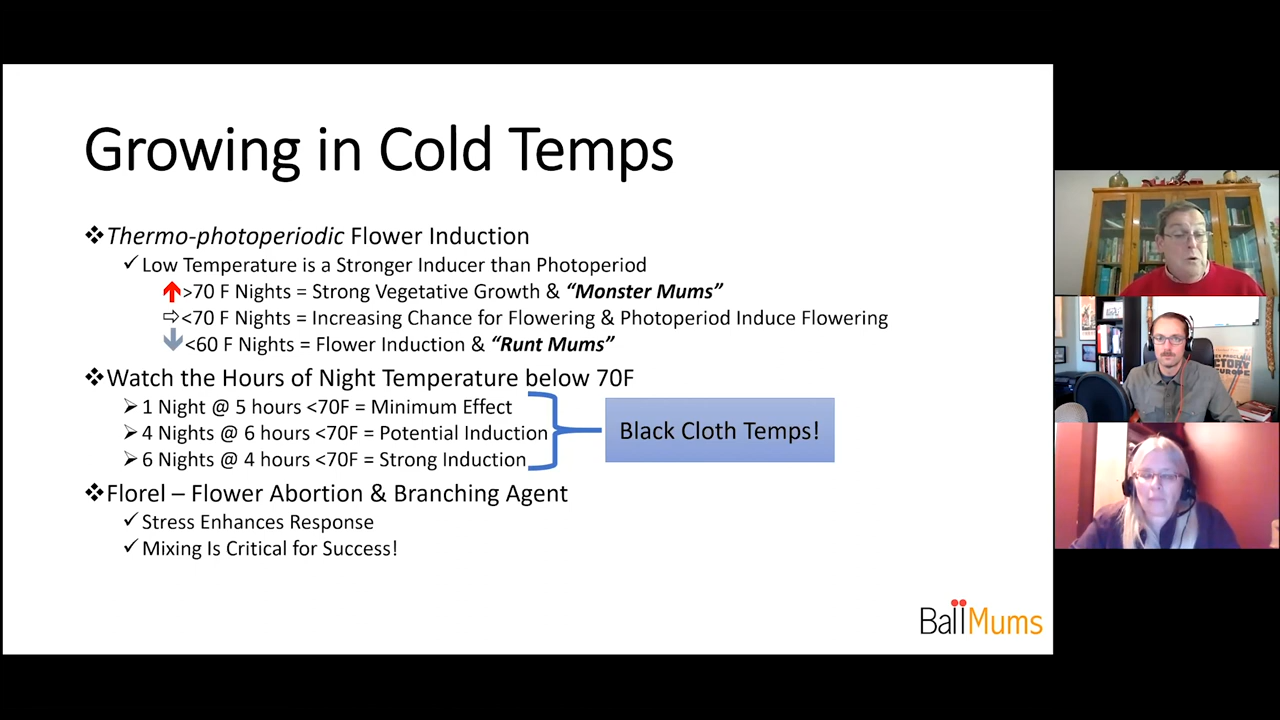 Growing in Cold Temps
❖Thermo-photoperiodic Flower Induction
✓Low Temperature is a Stronger Inducer than Photoperiod
>70 F Nights = Strong Vegetative Growth & “Monster Mums”
<70 F Nights = Increasing Chance for Flowering & Photoperiod Induce Flowering
<60 F Nights = Flower Induction & “Runt Mums”
❖Watch the Hours of Night Temperature below 70F
➢1 Night @ 5 hours <70F = Minimum Effect
➢4 Nights @ 6 hours <70F = Potential Induction
➢6 Nights @ 4 hours <70F = Strong Induction
Black Cloth Temps!
❖Florel – Flower Abortion & Branching Agent
✓Stress Enhances Response
✓Mixing Is Critical for Success!
BallMums
VICTORY
EUROPE